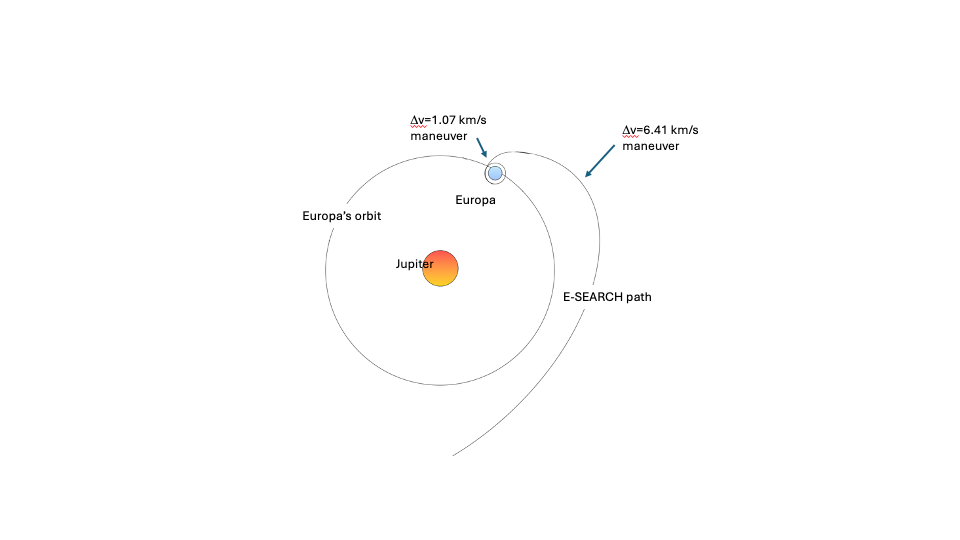 Δv=1.07 km/s
maneuver
Δv=6.41 km/s
maneuver
Europa
Europa's orbit
Jupiter
E-SEARCH path